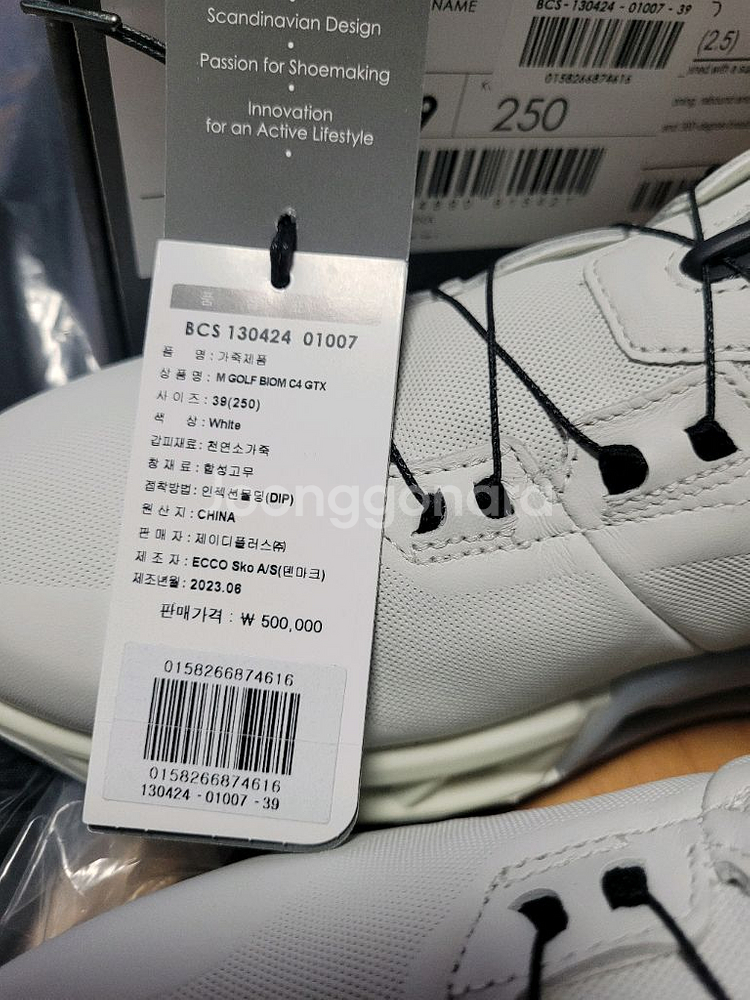 Scandinavian Design
Passion for Shoemaking
Innovation
for an Active Lifestyle
NAME
BCS - 130424 - 01007 - 39
0158266874616
(2.5)
250
품
BCS 130424 01007
품 명 : 가죽제품
상 품 명 : M GOLF BIOM C4 GTX
사 이 즈 : 39(250)
색 상 : White
갑피재료: 천연소가죽
창 재 료 : 합성고무
접착방법: 인젝션몰딩(DIP)
원 산 지 : CHINA
판 매 자 : 제이디플러스㈜
제 조 자 : ECCO Sko A/S(덴마크)
제조년월 : 2023.06
판매가격 : ₩ 500,000
0158266874616
0158266874616
130424 - 01007 - 39
joonggonara